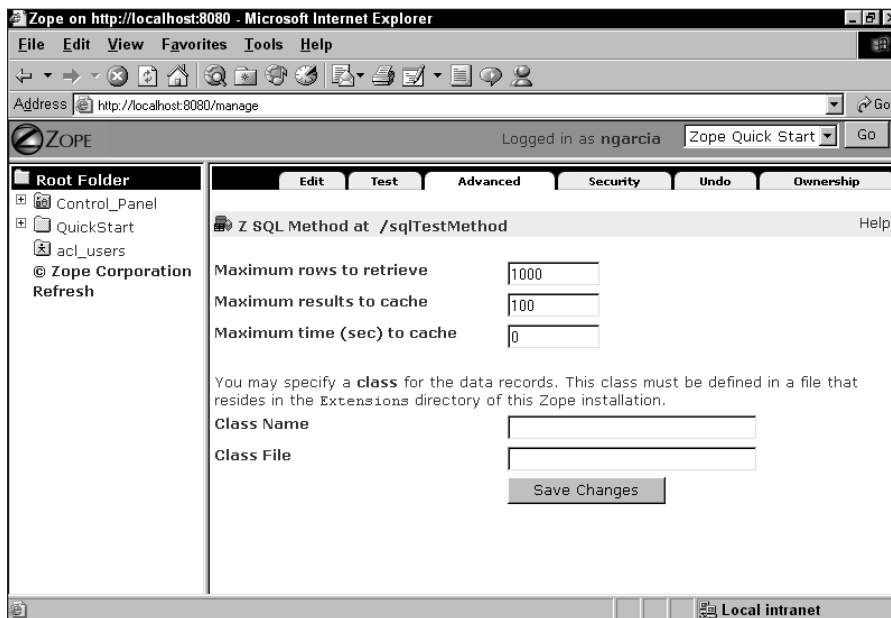 Zope on http://localhost:8080 - Microsoft Internet Explorer
File Edit View Favorites Tools Help
Address http://localhost:8080/manage Go
ZOPE Logged in as ngarcia Zope Quick Start Go
Root Folder
Control_Panel
QuickStart
acl_users
© Zope Corporation
Refresh
Edit Test Advanced Security Undo Ownership
Z SQL Method at /sqlTestMethod Help
Maximum rows to retrieve 1000
Maximum results to cache 100
Maximum time (sec) to cache 0
You may specify a class for the data records. This class must be defined in a file that
resides in the Extensions directory of this Zope installation.
Class Name
Class File
Save Changes
Local intranet